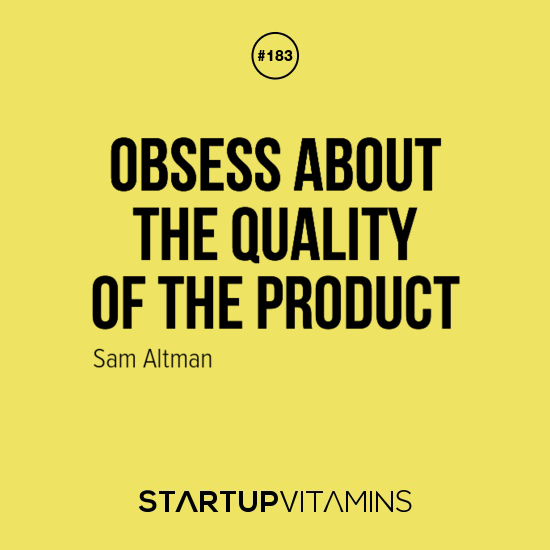 #183
OBSESS ABOUT
THE QUALITY
OF THE PRODUCT
Sam Altman
STARTUPVITAMINS